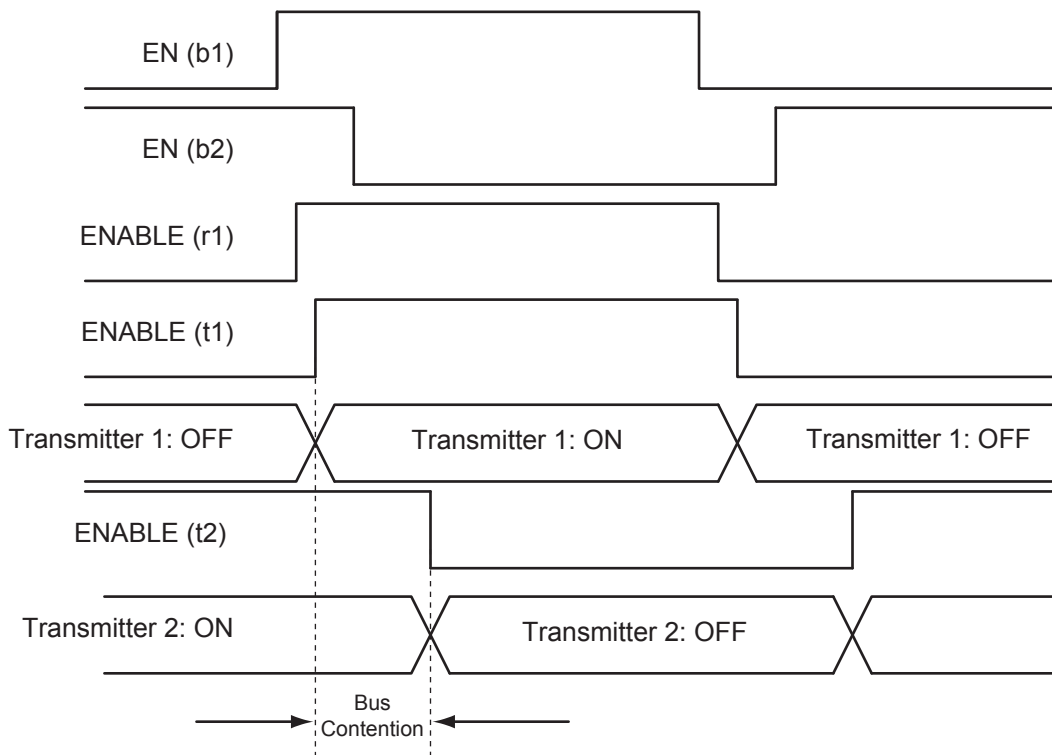 EN (b1)
EN (b2)
ENABLE (r1)
ENABLE (t1)
Transmitter 1: OFF
Transmitter 1: ON
Transmitter 1: OFF
ENABLE (t2)
Transmitter 2: ON
Transmitter 2: OFF
Bus
Contention